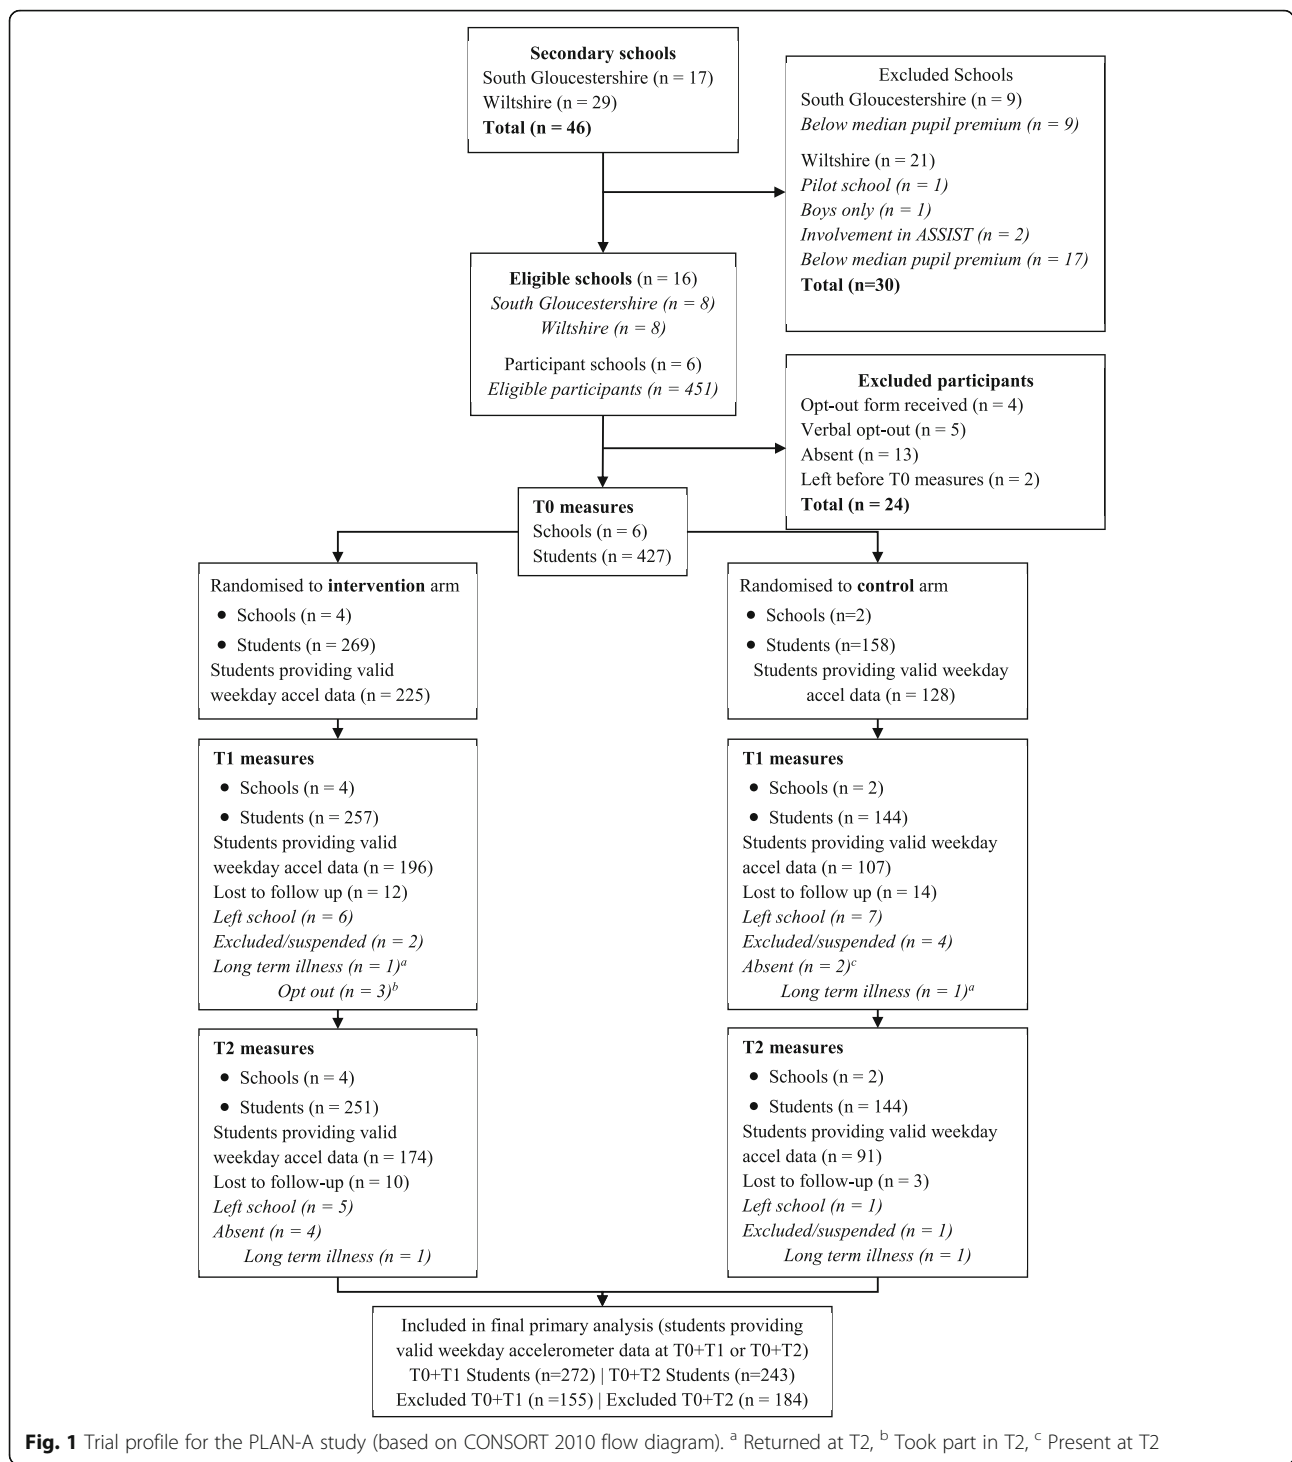 Secondary schools
South Gloucestershire (n = 17)
Wiltshire (n = 29)
Total (n = 46)
Excluded Schools
South Gloucestershire (n = 9)
Below median pupil premium (n = 9)
Wiltshire (n = 21)
Pilot school (n = 1)
Boys only (n = 1)
Involvement in ASSIST (n = 2)
Below median pupil premium (n = 17)
Total (n=30)
Eligible schools (n = 16)
South Gloucestershire (n = 8)
Wiltshire (n = 8)
Participant schools (n = 6)
Eligible participants (n = 451)
Excluded participants
Opt-out form received (n = 4)
Verbal opt-out (n = 5)
Absent (n = 13)
Left before T0 measures (n = 2)
Total (n = 24)
T0 measures
Schools (n = 6)
Students (n = 427)
Randomised to intervention arm
• Schools (n = 4)
• Students (n = 269)
Students providing valid
weekday accel data (n = 225)
Randomised to control arm
• Schools (n=2)
• Students (n=158)
Students providing valid weekday
accel data (n = 128)
T1 measures
• Schools (n = 4)
• Students (n = 257)
Students providing valid
weekday accel data (n = 196)
Lost to follow up (n = 12)
Left school (n = 6)
Excluded/suspended (n = 2)
Long term illness (n = 1)a
Opt out (n = 3)b
T1 measures
• Schools (n = 2)
• Students (n = 144)
Students providing valid weekday
accel data (n = 107)
Lost to follow up (n = 14)
Left school (n = 7)
Excluded/suspended (n = 4)
Absent (n = 2)c
Long term illness (n = 1)a
T2 measures
• Schools (n = 4)
• Students (n = 251)
Students providing valid
weekday accel data (n = 174)
Lost to follow-up (n = 10)
Left school (n = 5)
Absent (n = 4)
Long term illness (n = 1)
T2 measures
• Schools (n = 2)
• Students (n = 144)
Students providing valid weekday
accel data (n = 91)
Lost to follow-up (n = 3)
Left school (n = 1)
Excluded/suspended (n = 1)
Long term illness (n = 1)
Included in final primary analysis (students providing
valid weekday accelerometer data at T0+T1 or T0+T2)
T0+T1 Students (n=272) | T0+T2 Students (n=243)
Excluded T0+T1 (n =155) | Excluded T0+T2 (n = 184)
Fig. 1 Trial profile for the PLAN-A study (based on CONSORT 2010 flow diagram). a Returned at T2, b Took part in T2, c Present at T2